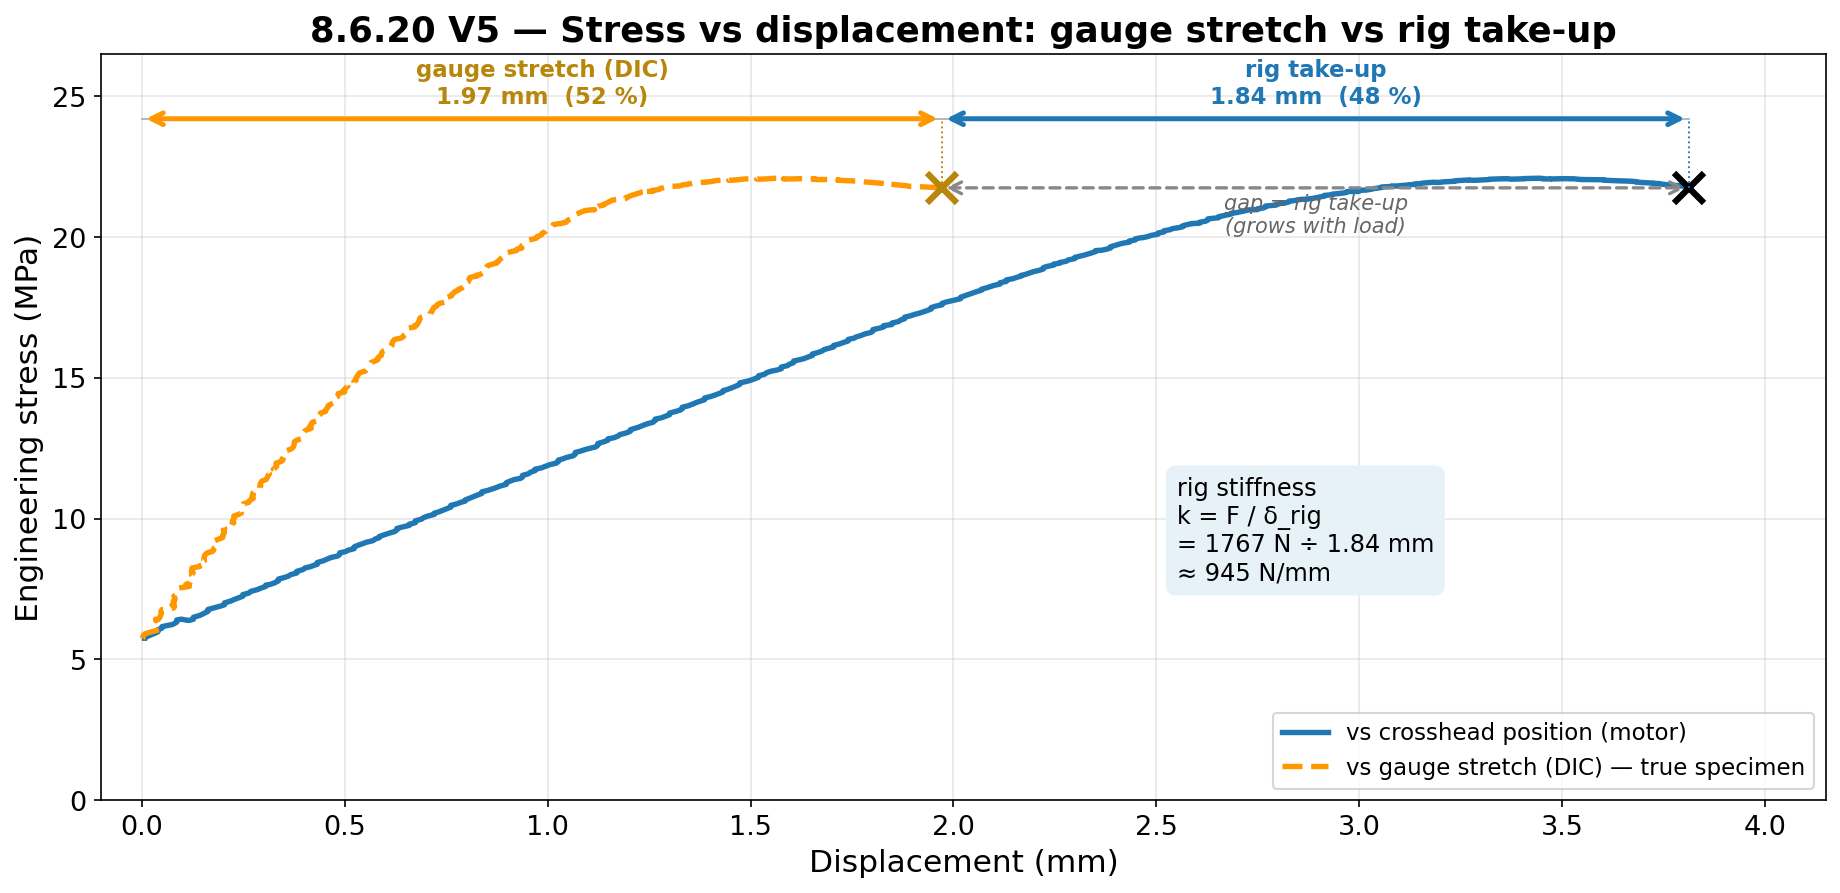 8.6.20 V5 — Stress vs displacement: gauge stretch vs rig take-up
gauge stretch (DIC)
1.97 mm  (52 %)
rig take-up
1.84 mm  (48 %)
gap = rig take-up
(grows with load)
rig stiffness
k = F / δ_rig
= 1767 N ÷ 1.84 mm
≈ 945 N/mm
vs crosshead position (motor)
vs gauge stretch (DIC) — true specimen
Engineering stress (MPa)
25
20
15
10
5
0
0.0 0.5 1.0 1.5 2.0 2.5 3.0 3.5 4.0
Displacement (mm)